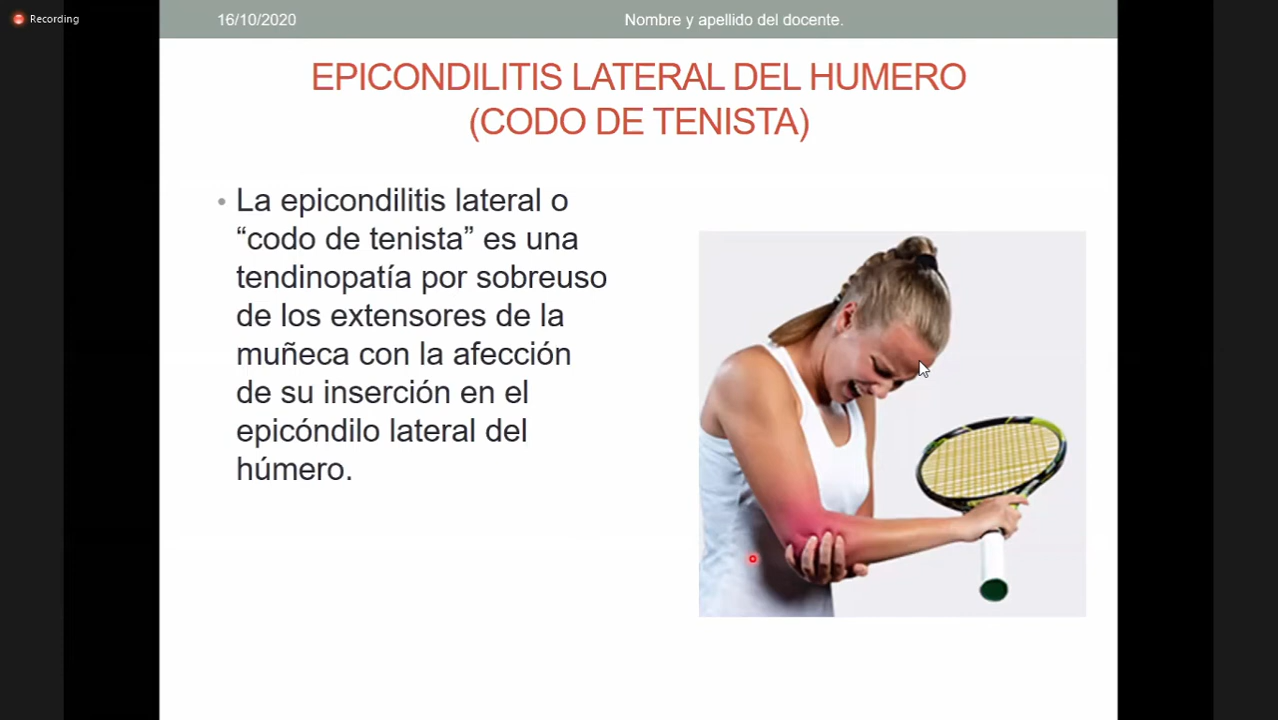 Recording
16/10/2020
Nombre y apellido del docente.
EPICONDILITIS LATERAL DEL HUMERO
(CODO DE TENISTA)
• La epicondilitis lateral o
“codo de tenista” es una
tendinopatía por sobreuso
de los extensores de la
muñeca con la afección
de su inserción en el
epicóndilo lateral del
húmero.